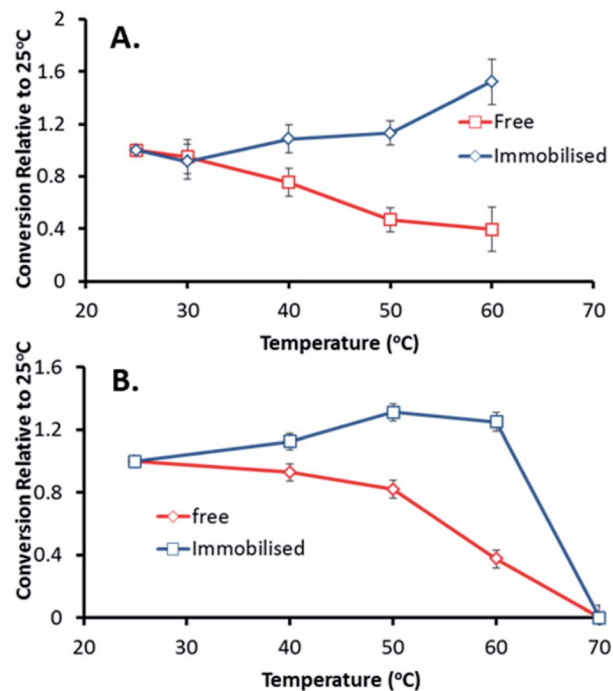 A.
Conversion Relative to 25°C
2
1.6
1.2
0.8
0.4
0
Free
Immobilised
20 30 40 50 60 70
Temperature (°C)
B.
Conversion Relative to 25°C
1.6
1.2
0.8
0.4
0
free
Immobilised
20 30 40 50 60 70
Temperature (°C)